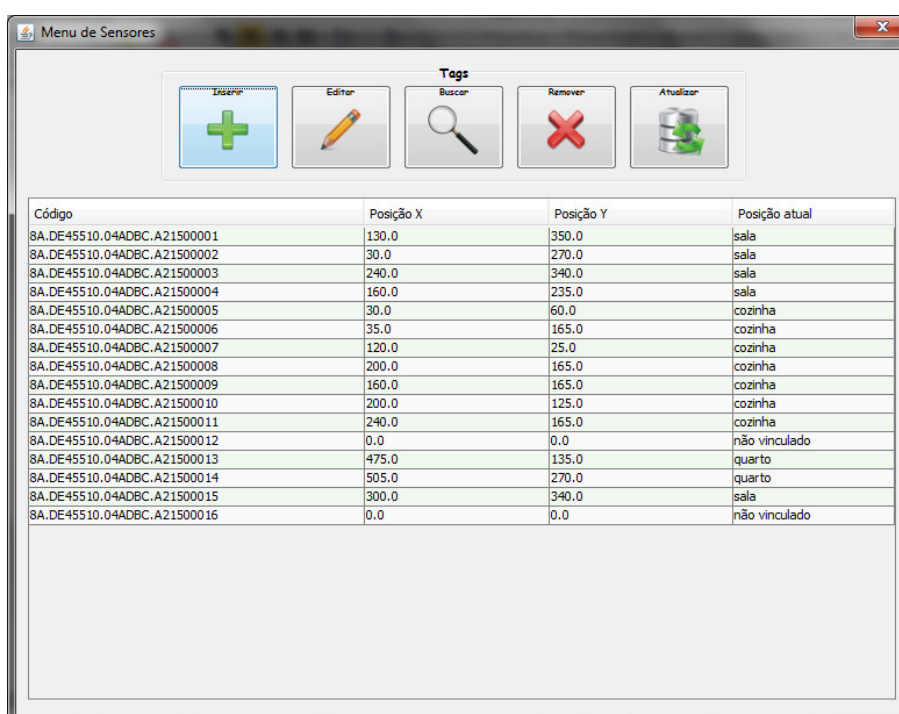 Menu de Sensores
Tags
Inserir Editar Buscar Remover Atualizar
Código Posição X Posição Y Posição atual
8A.DE45510.04ADBC.A21500001 130.0 350.0 sala
8A.DE45510.04ADBC.A21500002 30.0 270.0 sala
8A.DE45510.04ADBC.A21500003 240.0 340.0 sala
8A.DE45510.04ADBC.A21500004 160.0 235.0 sala
8A.DE45510.04ADBC.A21500005 30.0 60.0 cozinha
8A.DE45510.04ADBC.A21500006 35.0 165.0 cozinha
8A.DE45510.04ADBC.A21500007 120.0 25.0 cozinha
8A.DE45510.04ADBC.A21500008 200.0 165.0 cozinha
8A.DE45510.04ADBC.A21500009 160.0 165.0 cozinha
8A.DE45510.04ADBC.A21500010 200.0 125.0 cozinha
8A.DE45510.04ADBC.A21500011 240.0 165.0 cozinha
8A.DE45510.04ADBC.A21500012 0.0 0.0 não vinculado
8A.DE45510.04ADBC.A21500013 475.0 135.0 quarto
8A.DE45510.04ADBC.A21500014 505.0 270.0 quarto
8A.DE45510.04ADBC.A21500015 300.0 340.0 sala
8A.DE45510.04ADBC.A21500016 0.0 0.0 não vinculado